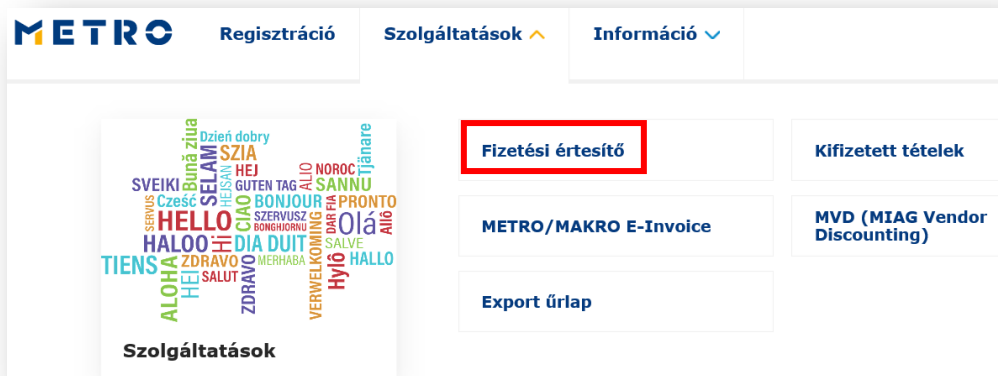 METRO
Regisztráció
Szolgáltatások
Információ
Bună ziua
Dzień dobry
SELAM
SZIA
HEJSAN
HEJ
ALIO
NOROC
Tjänare
SVEIKI
GUTEN TAG
SANNU
SERVUS
Cześć
CIAO
BONJOUR
DAR FIA
PRONTO
HELLO
SZERVUSZ
BONGHJORNU
Olá
Allô
HALOO
Hi
DIA DUIT
VERWELKOMING
SALVE
TIENS
ALOHA
HEI
ZDRAVO
SALUT
ZDRAVO
MERHABA
Hylô
HALLO
Szolgáltatások
Fizetési értesítő
Kifizetett tételek
METRO/MAKRO E-Invoice
MVD (MIAG Vendor
Discounting)
Export űrlap